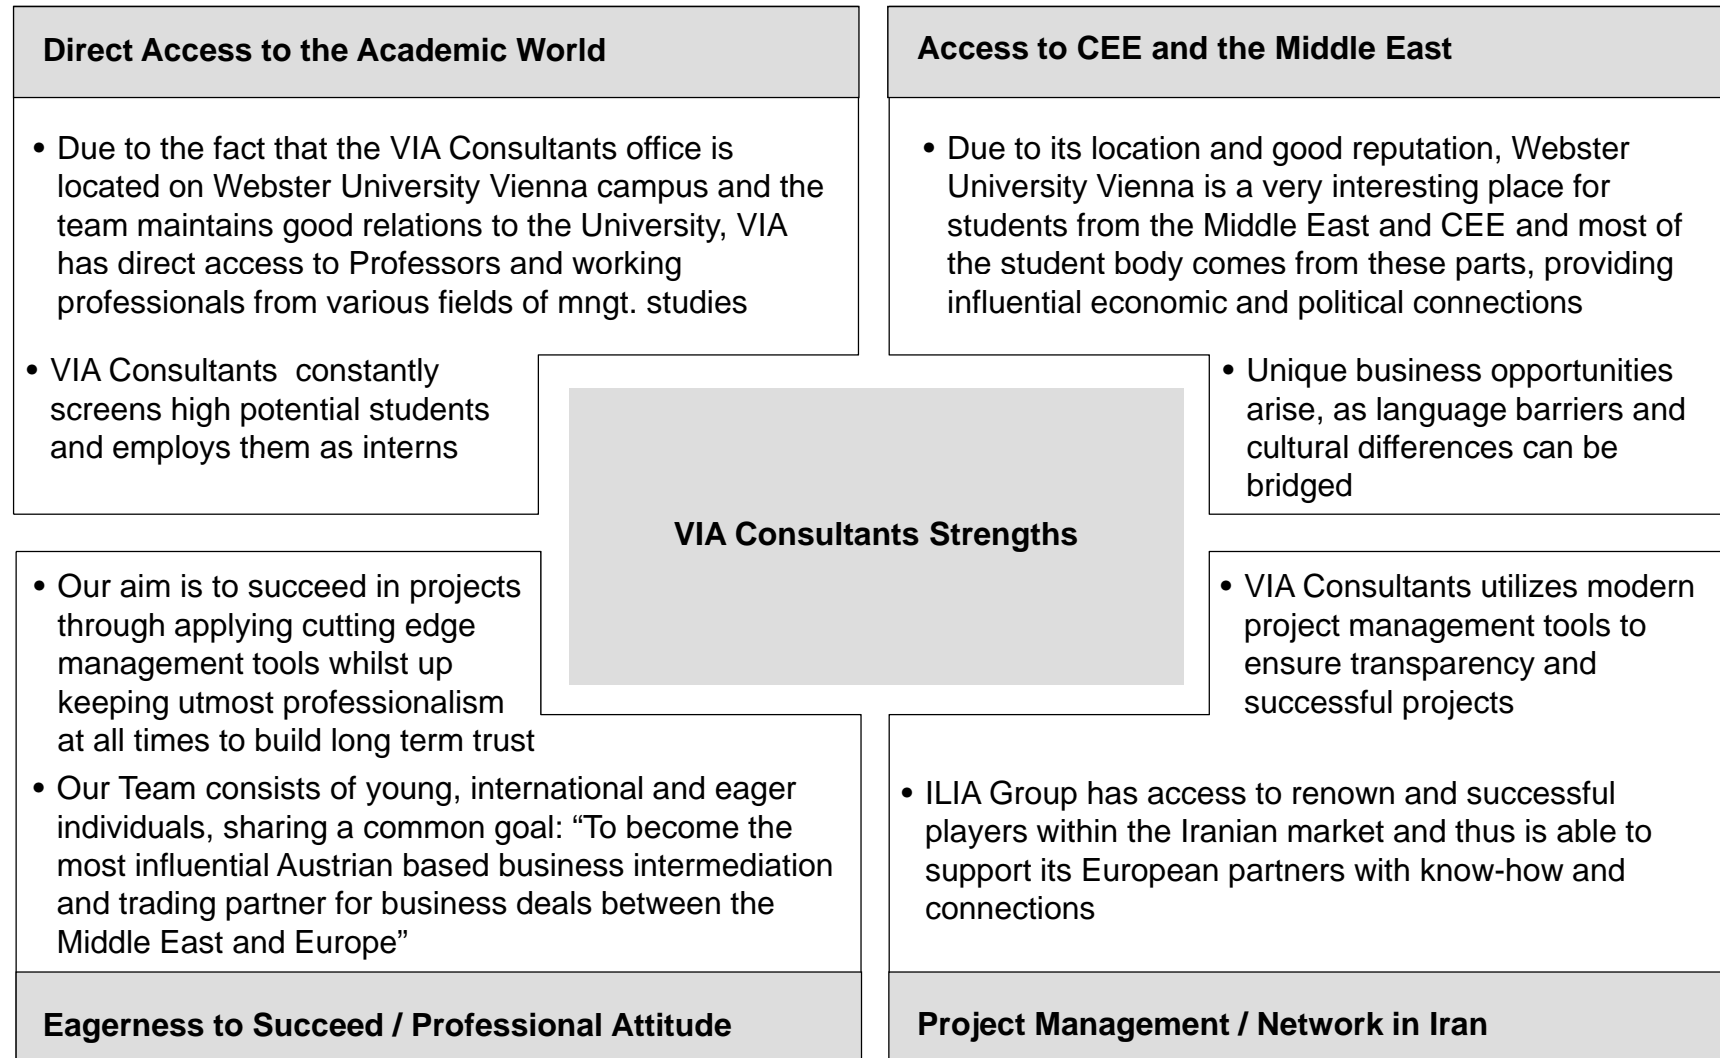 Direct Access to the Academic World
• Due to the fact that the VIA Consultants office is
located on Webster University Vienna campus and the
team maintains good relations to the University, VIA
has direct access to Professors and working
professionals from various fields of mngt. studies
• VIA Consultants constantly
screens high potential students
and employs them as interns
Access to CEE and the Middle East
• Due to its location and good reputation, Webster
University Vienna is a very interesting place for
students from the Middle East and CEE and most of
the student body comes from these parts, providing
influential economic and political connections
• Unique business opportunities
arise, as language barriers and
cultural differences can be
bridged
VIA Consultants Strengths
• Our aim is to succeed in projects
through applying cutting edge
management tools whilst up
keeping utmost professionalism
at all times to build long term trust
• Our Team consists of young, international and eager
individuals, sharing a common goal: “To become the
most influential Austrian based business intermediation
and trading partner for business deals between the
Middle East and Europe”
Eagerness to Succeed / Professional Attitude
• VIA Consultants utilizes modern
project management tools to
ensure transparency and
successful projects
• ILIA Group has access to renown and successful
players within the Iranian market and thus is able to
support its European partners with know-how and
connections
Project Management / Network in Iran